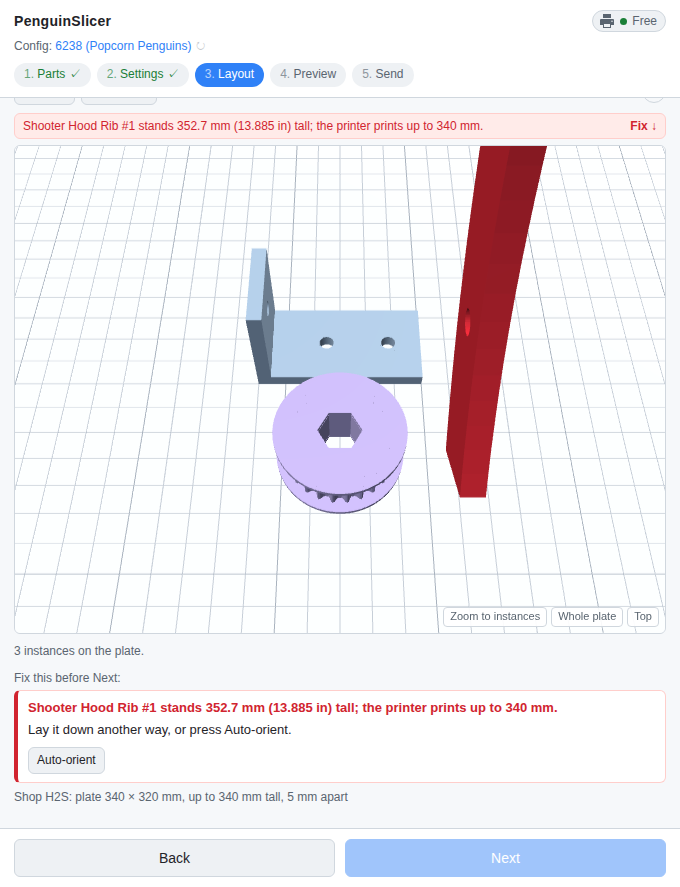 PenguinSlicer
Free
Config: 6238 (Popcorn Penguins)
1. Parts ✓
2. Settings ✓
3. Layout
4. Preview
5. Send
Shooter Hood Rib #1 stands 352.7 mm (13.885 in) tall; the printer prints up to 340 mm.
Fix ↓
Zoom to instances
Whole plate
Top
3 instances on the plate.
Fix this before Next:
Shooter Hood Rib #1 stands 352.7 mm (13.885 in) tall; the printer prints up to 340 mm.
Lay it down another way, or press Auto-orient.
Auto-orient
Shop H2S: plate 340 × 320 mm, up to 340 mm tall, 5 mm apart
Back
Next